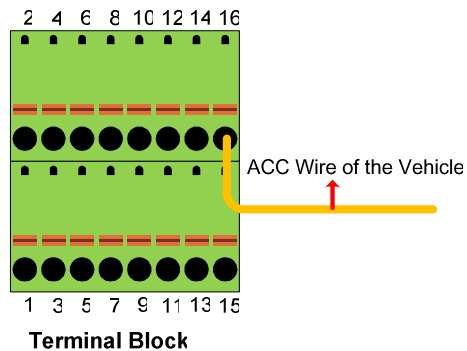 2 4 6 8 10 12 14 16
ACC Wire of the Vehicle
1 3 5 7 9 11 13 15
Terminal Block